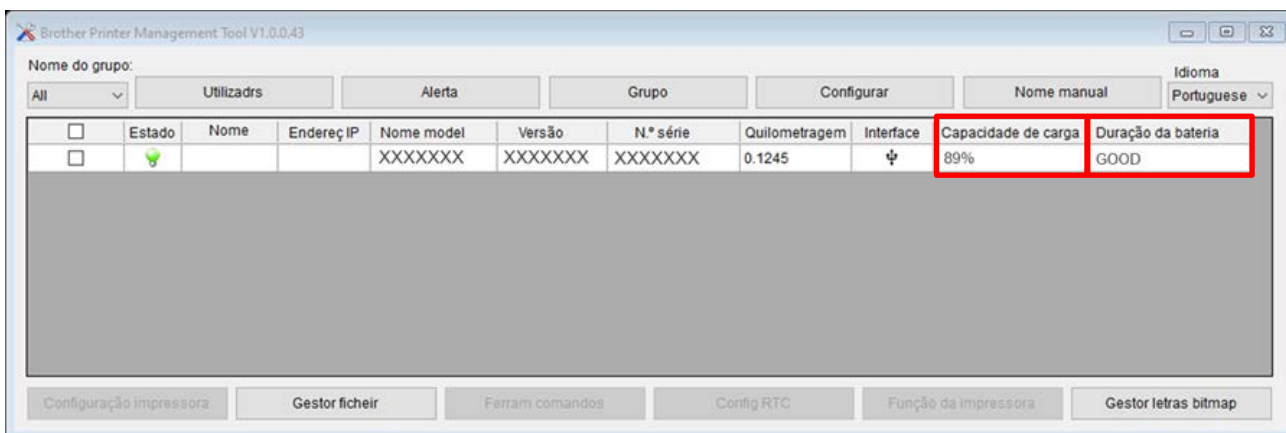 Brother Printer Management Tool V1.0.0.43
Nome do grupo:
Idioma
All Utilizadrs Alerta Grupo Configurar Nome manual Portuguese
Estado Nome Endereç IP Nome model Versão N.º série Quilometragem Interface Capacidade de carga Duração da bateria
XXXXXXX XXXXXXX XXXXXXX 0.1245 89% GOOD
Configuração impressora Gestor ficheir Ferram comandos Config RTC Função da impressora Gestor letras bitmap